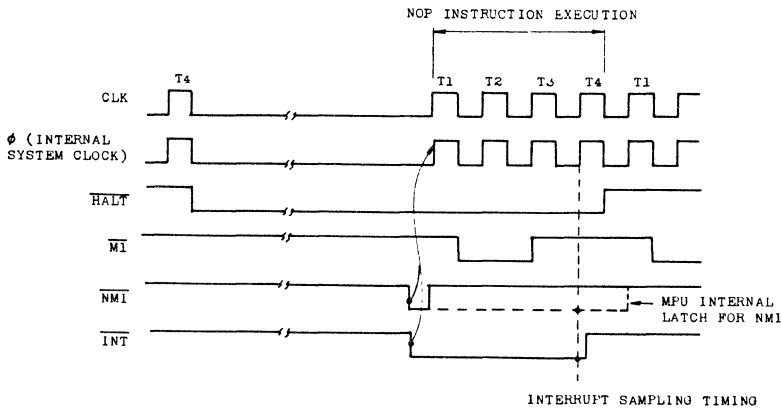 NOP INSTRUCTION EXECUTION
T4 T1 T2 T3 T4 T1
CLK
ϕ (INTERNAL
SYSTEM CLOCK)
HALT
M1
NMI
MPU INTERNAL
LATCH FOR NMI
INT
INTERRUPT SAMPLING TIMING